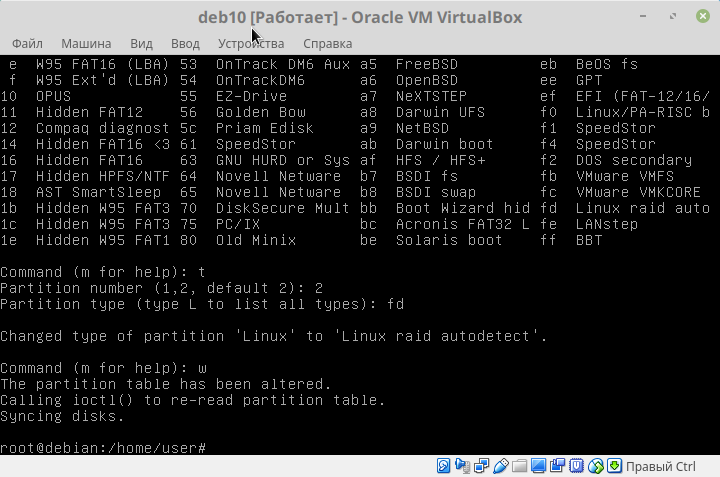 deb10 [Работает] - Oracle VM VirtualBox
Файл Машина Вид Ввод Устройства Справка
e W95 FAT16 (LBA) 53 OnTrack DM6 Aux a5 FreeBSD eb BeOS fs
f W95 Ext'd (LBA) 54 OnTrackDM6 a6 OpenBSD ee GPT
10 OPUS 55 EZ-Drive a7 NeXTSTEP ef EFI (FAT-12/16/
11 Hidden FAT12 56 Golden Bow a8 Darwin UFS f0 Linux/PA-RISC b
12 Compaq diagnost 5c Priam Edisk a9 NetBSD f1 SpeedStor
14 Hidden FAT16 <3 61 SpeedStor ab Darwin boot f4 SpeedStor
16 Hidden FAT16 63 GNU HURD or Sys af HFS / HFS+ f2 DOS secondary
17 Hidden HPFS/NTF 64 Novell Netware b7 BSDI fs fb VMware VMFS
18 AST SmartSleep 65 Novell Netware b8 BSDI swap fc VMware VMKCORE
1b Hidden W95 FAT3 70 DiskSecure Mult bb Boot Wizard hid fd Linux raid auto
1c Hidden W95 FAT3 75 PC/IX bc Acronis FAT32 L fe LANstep
1e Hidden W95 FAT1 80 Old Minix be Solaris boot ff BBT
Command (m for help): t
Partition number (1,2, default 2): 2
Partition type (type L to list all types): fd
Changed type of partition 'Linux' to 'Linux raid autodetect'.
Command (m for help): w
The partition table has been altered.
Calling ioctl() to re-read partition table.
Syncing disks.
root@debian:/home/user#
Правый Ctrl